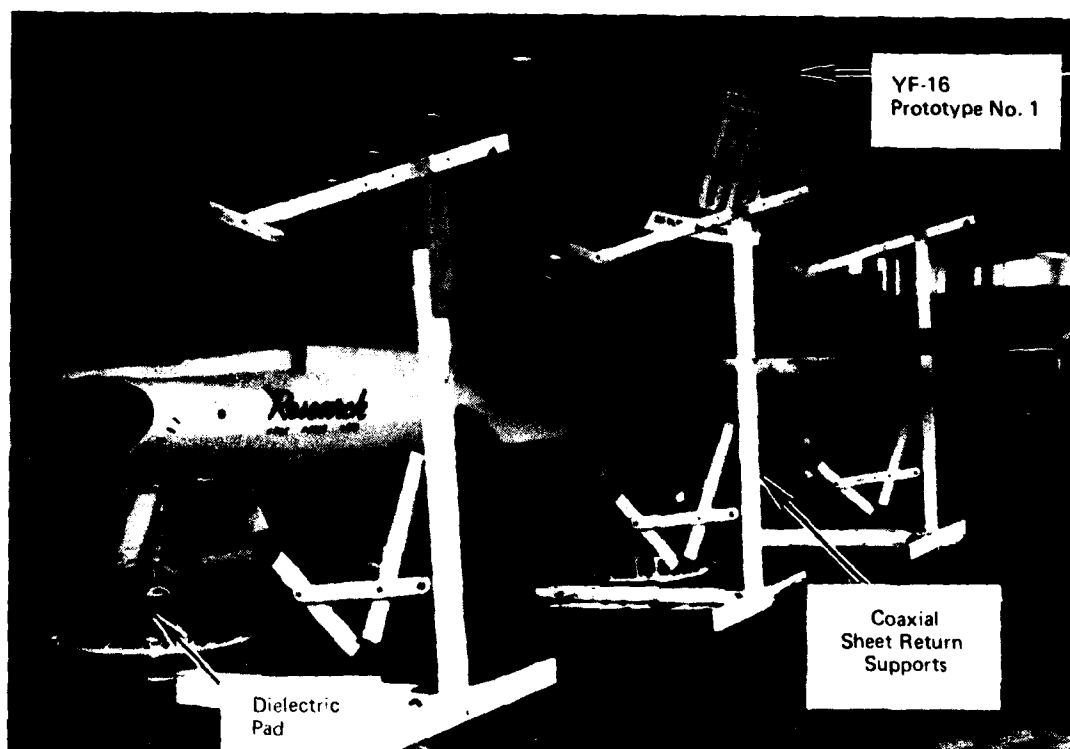 YF-16
Prototype No. 1
Research
Coaxial
Sheet Return
Supports
Dielectric
Pad